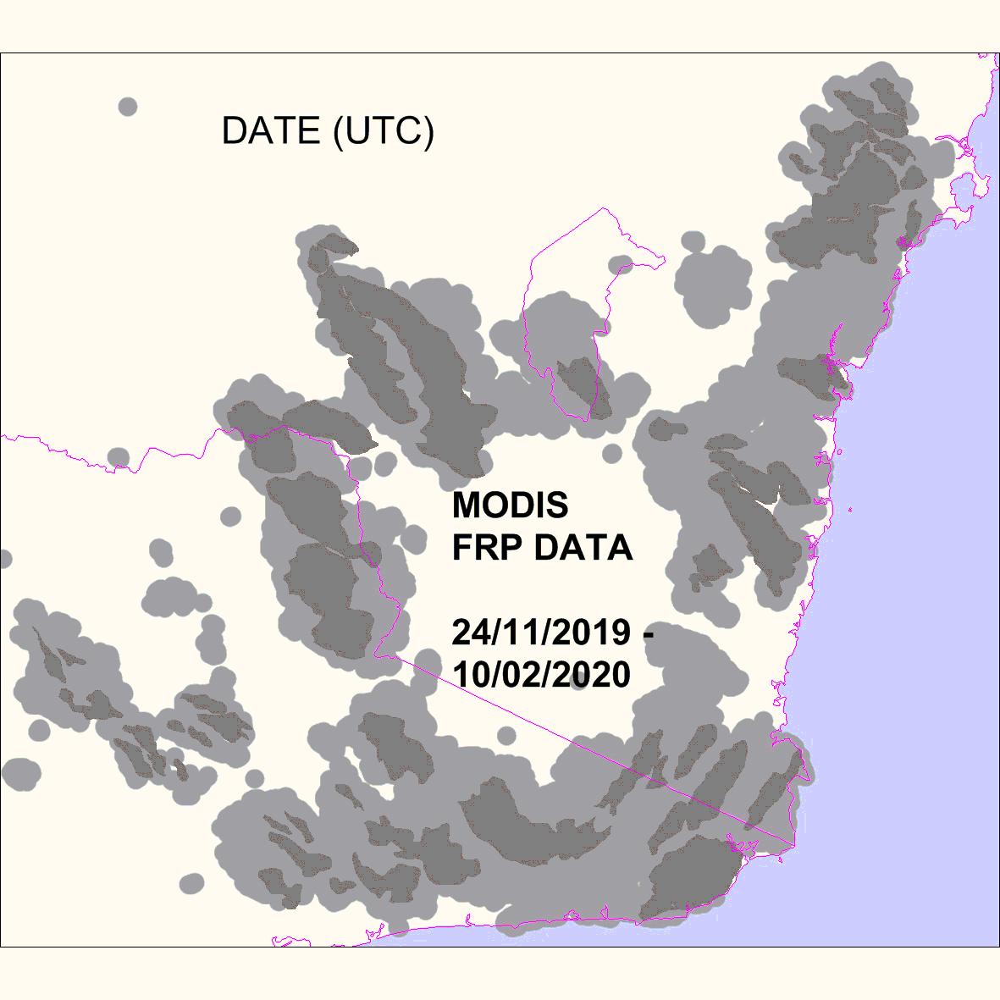 DATE (UTC)
MODIS
FRP DATA
24/11/2019 -
10/02/2020